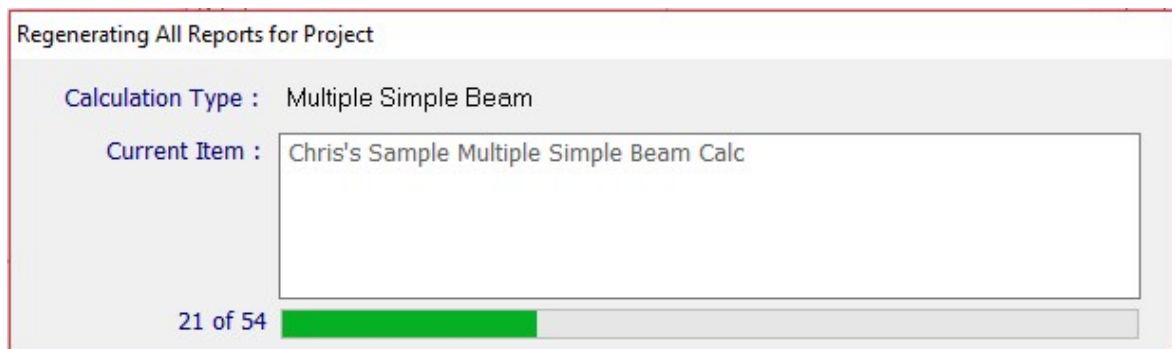 Regenerating All Reports for Project
Calculation Type : Multiple Simple Beam
Current Item : Chris's Sample Multiple Simple Beam Calc
21 of 54